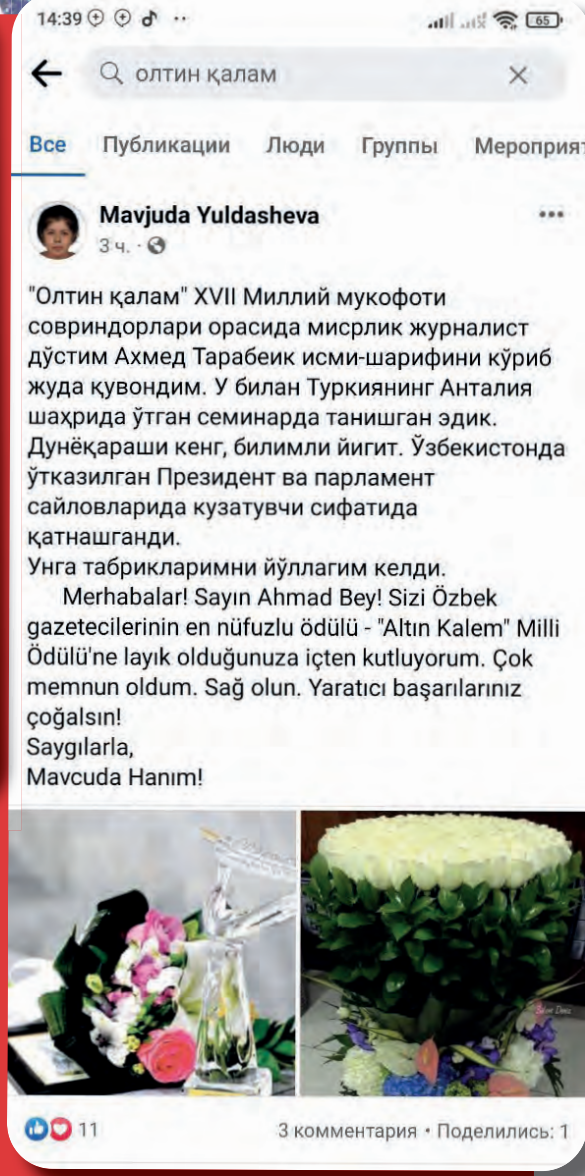 14:39
65
олтин қалам
Все Публикации Люди Группы Мероприят
Mavjuda Yuldasheva
3 ч.
"Олтин қалам" XVII Миллий мукофоти
совриндорлари орасида мисрлик журналист
дўстим Ахмед Тарабеик исми-шарифини кўриб
жуда қувондим. У билан Туркиянинг Анталия
шаҳрида ўтган семинарда танишган эдик.
Дунёқараши кенг, билимли йигит. Ўзбекистонда
ўтказилган Президент ва парламент
сайловларида кузатувчи сифатида
қатнашганди.
Унга табрикларимни йўллагим келди.
Merhabalar! Sayın Ahmad Bey! Sizi Özbek
gazetecilerinin en nüfuzlu ödülü - "Altın Kalem" Milli
Ödülü'ne layık olduğunuza içten kutluyorum. Çok
memnun oldum. Sağ olun. Yaratıcı başarılarınız
çoğalsın!
Saygılarla,
Mavcuda Hanım!
11
3 комментария • Поделились: 1